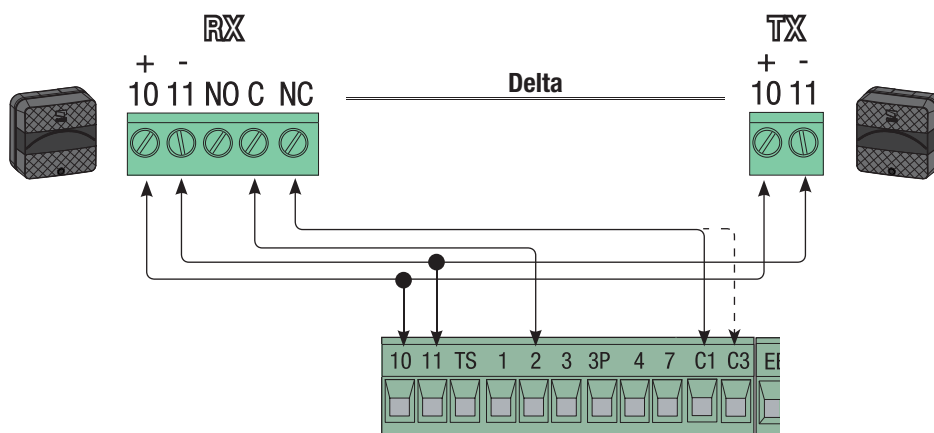 RX
TX
+ -
+ -
10 11 NO C NC
Delta
10 11
10 11 TS 1 2 3 3P 4 7 C1 C3